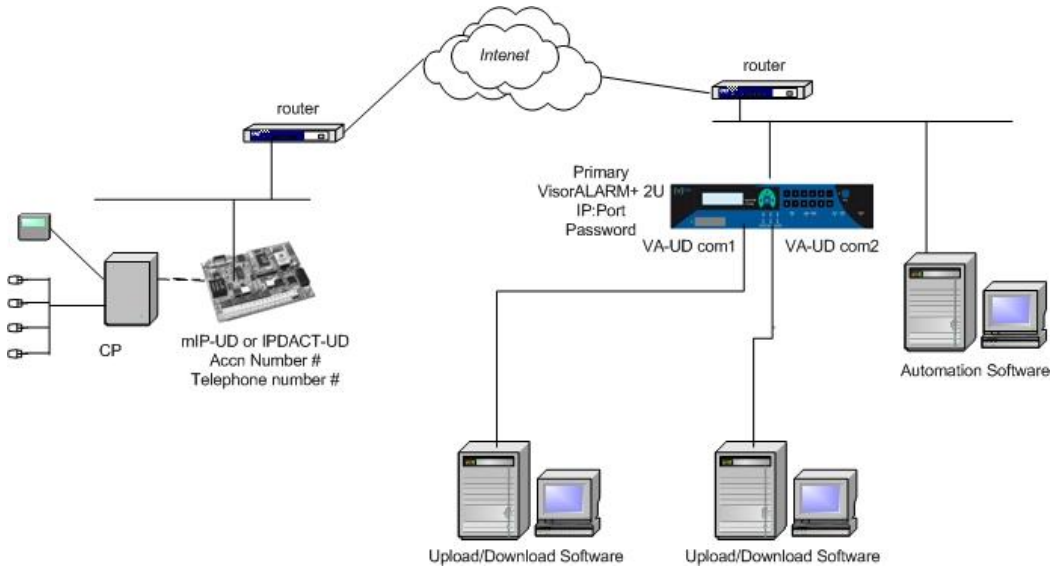 Intenet
router
router
Primary
VisorALARM+ 2U
IP:Port
Password
VA-UD com1
VA-UD com2
CP
mIP-UD or IPDACT-UD
Accn Number #
Telephone number #
Automation Software
Upload/Download Software
Upload/Download Software